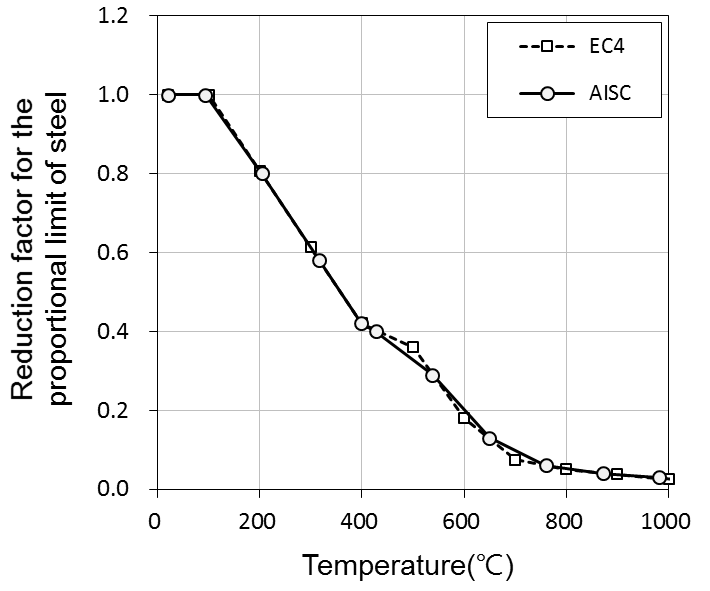 Reduction factor for the
proportional limit of steel
1.2
1.0
0.8
0.6
0.4
0.2
0.0
EC4
AISC
0 200 400 600 800 1000
Temperature(℃)